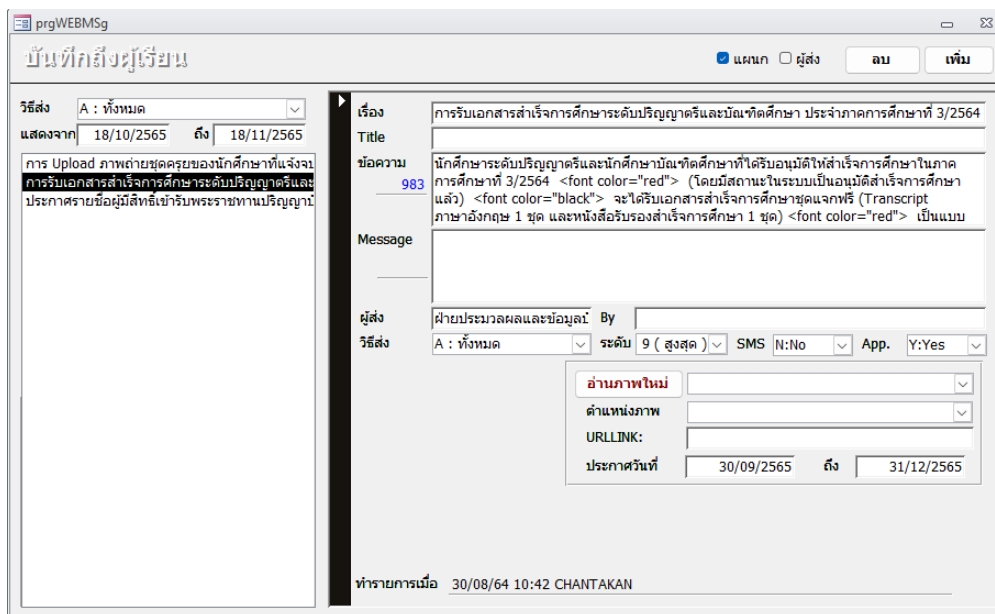 prgWEBMSg
บันทึกถึงผู้เรียน
แผนก ผู้ส่ง ลบ เพิ่ม
วิธีส่ง A : ทั้งหมด
แสดงจาก 18/10/2565 ถึง 18/11/2565
การ Upload ภาพถ่ายชุดครุยของนักศึกษาที่แจ้งจบ
การรับเอกสารสำเร็จการศึกษาระดับปริญญาตรีและ
ประกาศรายชื่อผู้มีสิทธิ์เข้ารับพระราชทานปริญญาบั
เรื่อง การรับเอกสารสำเร็จการศึกษาระดับปริญญาตรีและบัณฑิตศึกษา ประจำภาคการศึกษาที่ 3/2564
Title
ข้อความ นักศึกษาระดับปริญญาตรีและนักศึกษาบัณฑิตศึกษาที่ได้รับอนุมัติให้สำเร็จการศึกษาในภาค
983 การศึกษาที่ 3/2564 <font color="red"> (โดยมีสถานะในระบบเป็นอนุมัติสำเร็จการศึกษา
แล้ว) <font color="black"> จะได้รับเอกสารสำเร็จการศึกษาชุดแจกฟรี (Transcript
ภาษาอังกฤษ 1 ชุด และหนังสือรับรองสำเร็จการศึกษา 1 ชุด) <font color="red"> เป็นแบบ
Message
ผู้ส่ง ฝ่ายประมวลผลและข้อมูลบั By
วิธีส่ง A : ทั้งหมด ระดับ 9 ( สูงสุด ) SMS N:No App. Y:Yes
อ่านภาพใหม่
ตำแหน่งภาพ
URLLINK:
ประกาศวันที่ 30/09/2565 ถึง 31/12/2565
ทำรายการเมื่อ 30/08/64 10:42 CHANTAKAN